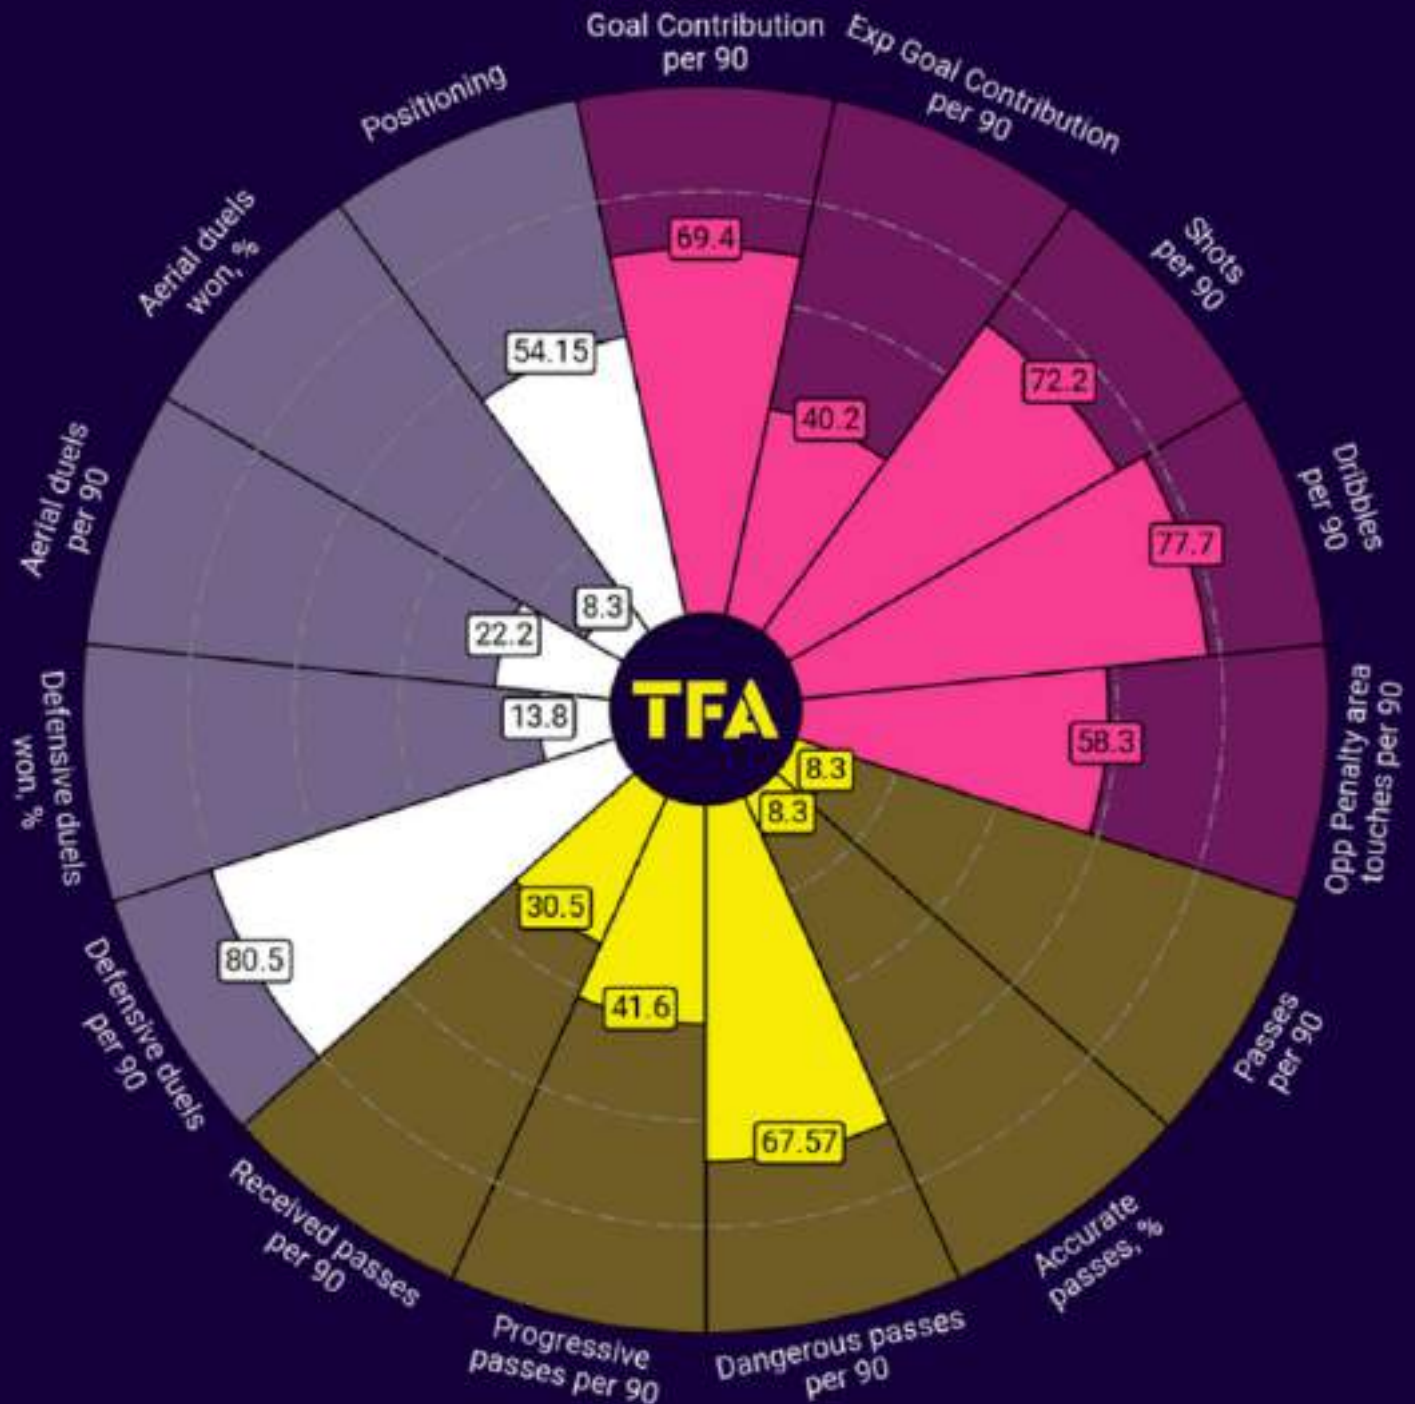 Goal Contribution
per 90
Exp Goal Contribution
per 90
Shots
per 90
Dribbles
per 90
Opp Penalty area
touches per 90
Passes
per 90
Accurate
passes, %
Dangerous passes
per 90
Progressive
passes per 90
Received passes
per 90
Defensive duels
per 90
Defensive duels
won, %
Aerial duels
per 90
Aerial duels
won, %
Positioning
69.4
40.2
72.2
77.7
58.3
8.3
8.3
67.57
41.6
30.5
80.5
13.8
22.2
8.3
54.15
TFA